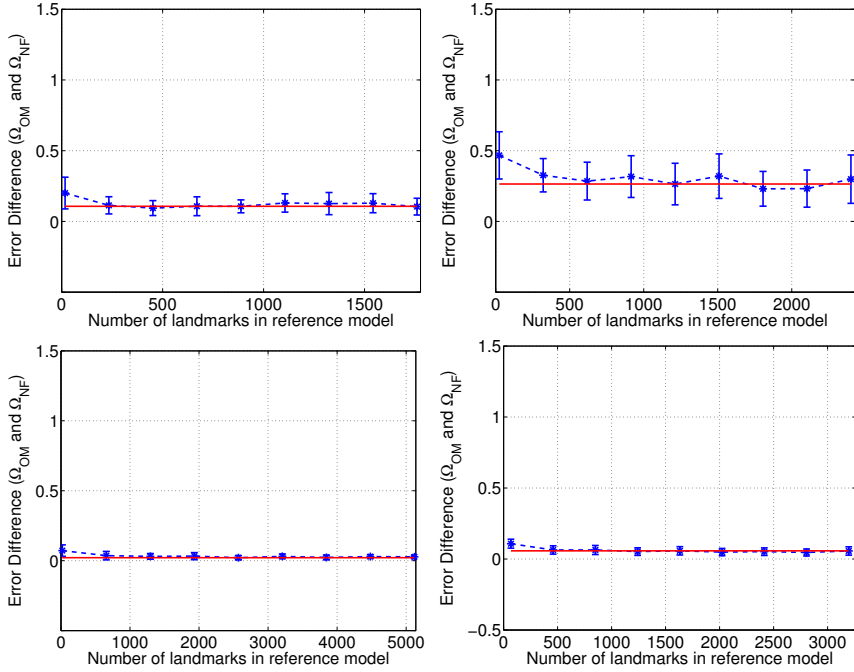 1.5
1
0.5
0
Error Difference (Ω_OM and Ω_NF)
0 500 1000 1500
Number of landmarks in reference model
1.5
1
0.5
0
Error Difference (Ω_OM and Ω_NF)
0 500 1000 1500 2000
Number of landmarks in reference model
1.5
1
0.5
0
Error Difference (Ω_OM and Ω_NF)
0 1000 2000 3000 4000 5000
Number of landmarks in reference model
1.5
1
0.5
0
−0.5
Error Difference (Ω_OM and Ω_NF)
0 500 1000 1500 2000 2500 3000
Number of landmarks in reference model